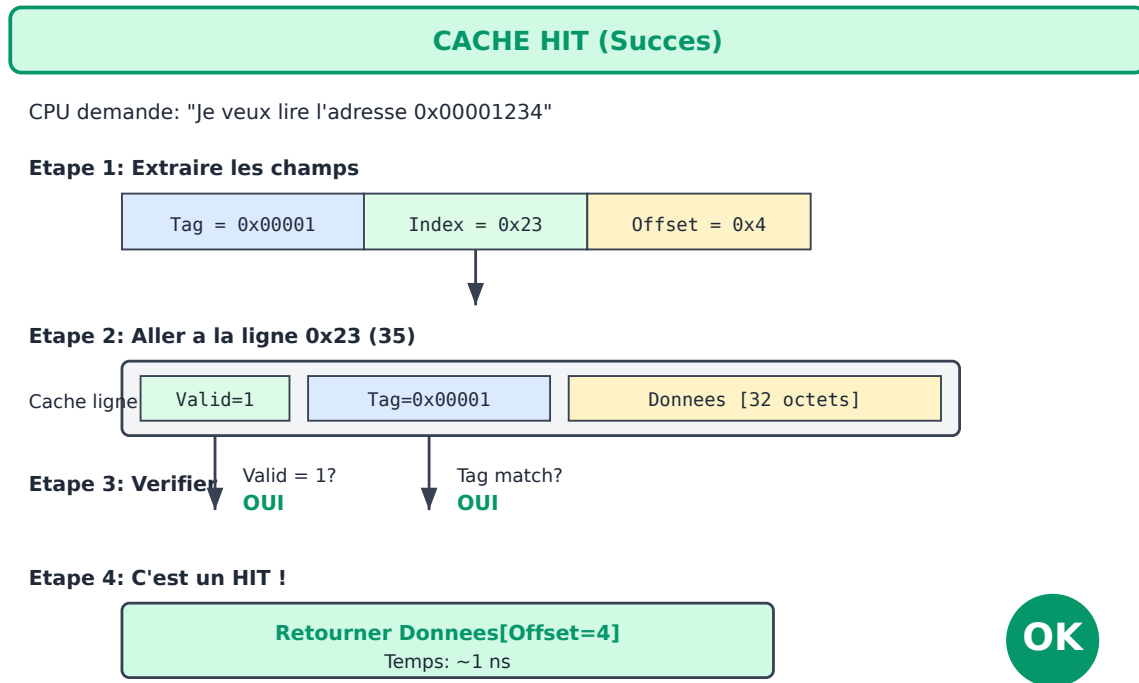 CACHE HIT (Succes)
CPU demande: "Je veux lire l'adresse 0x00001234"
Etape 1: Extraire les champs
Tag = 0x00001 Index = 0x23 Offset = 0x4
Etape 2: Aller a la ligne 0x23 (35)
Cache ligne Valid=1 Tag=0x00001 Donnees [32 octets]
Etape 3: Verifier
Valid = 1? Tag match?
OUI OUI
Etape 4: C'est un HIT !
Retourner Donnees[Offset=4]
Temps: ~1 ns
OK